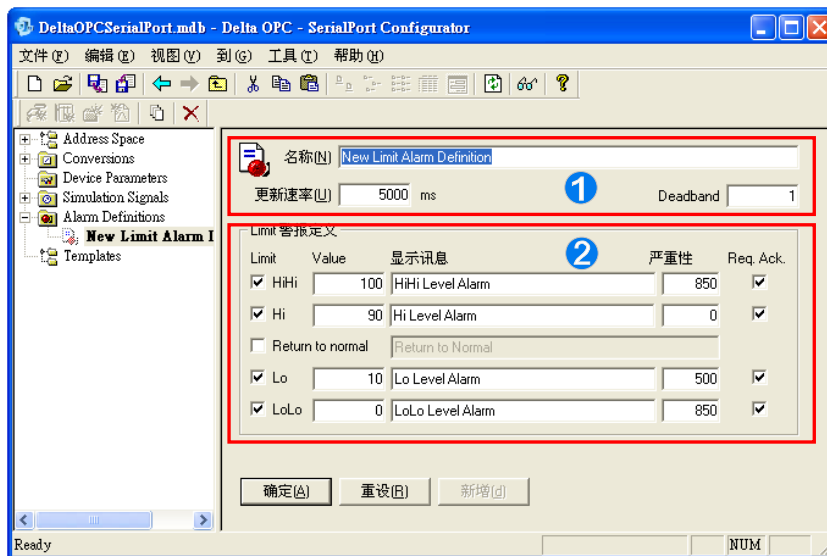 DeltaOPCSerialPort.mdb - Delta OPC - SerialPort Configurator
文件(F) 编辑(E) 视图(V) 到(G) 工具(T) 帮助(H)
Address Space
Conversions
Device Parameters
Simulation Signals
Alarm Definitions
New Limit Alarm I
Templates
名称(N) New Limit Alarm Definition
更新速率(U) 5000 ms 1 Deadband 1
Limit 警报定义
2
Limit Value 显示讯息 严重性 Req. Ack.
HiHi 100 HiHi Level Alarm 850
Hi 90 Hi Level Alarm 0
Return to normal Return to Normal
Lo 10 Lo Level Alarm 500
LoLo 0 LoLo Level Alarm 850
确定(A) 重设(R) 新增(d)
Ready NUM